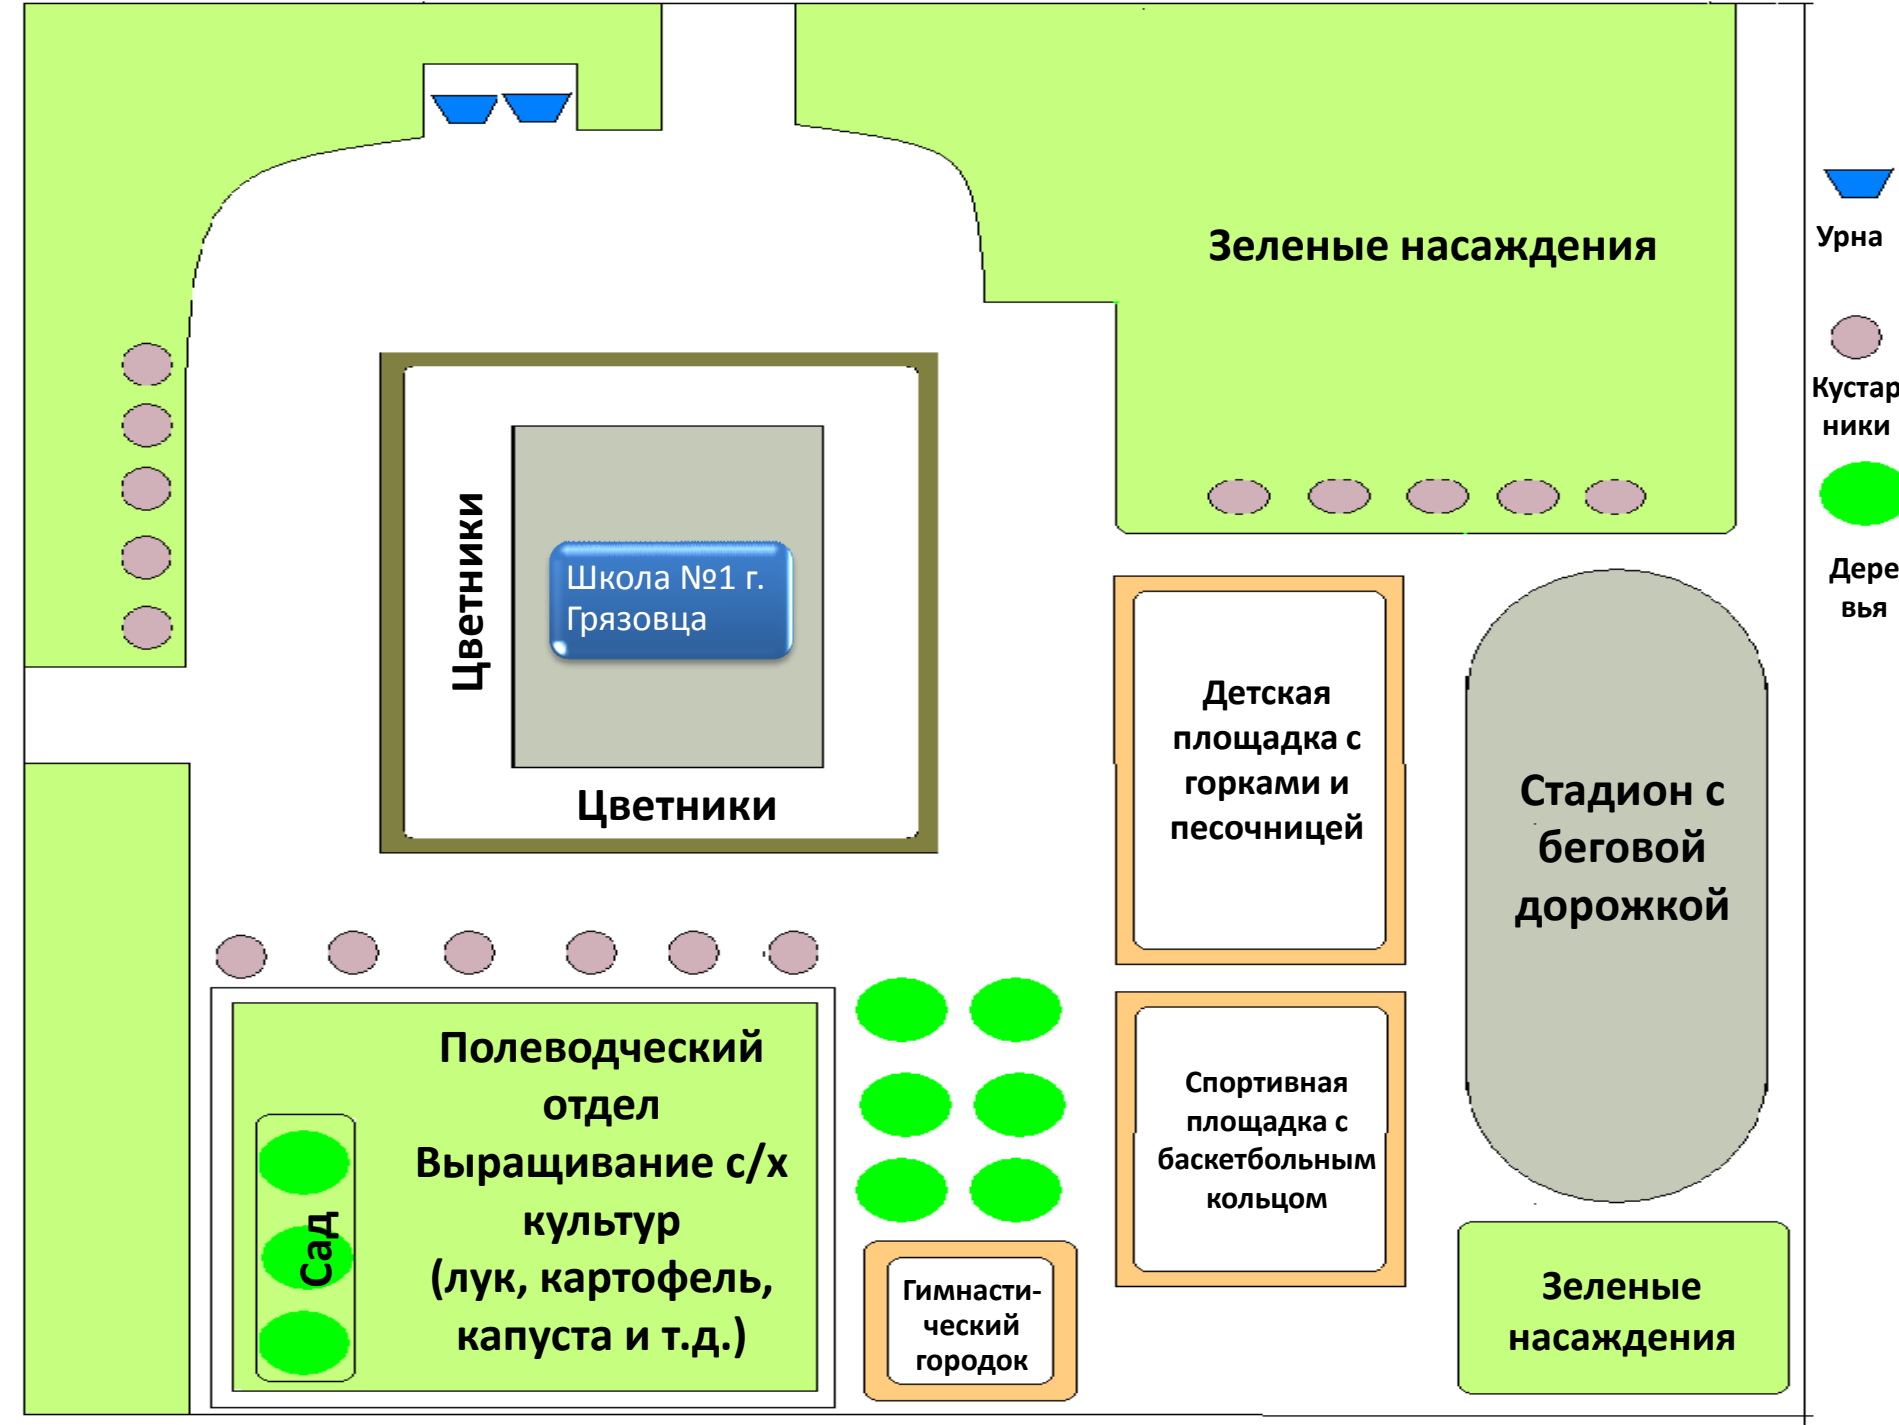 Зеленые насаждения
Урна
Кустар
ники
Дере
вья
Цветники
Школа №1 г.
Грязовца
Цветники
Детская
площадка с
горками и
песочницей
Стадион с
беговой
дорожкой
Полеводческий
отдел
Выращивание с/х
культур
(лук, картофель,
капуста и т.д.)
Сад
Спортивная
площадка с
баскетбольным
кольцом
Гимнасти-
ческий
городок
Зеленые
насаждения